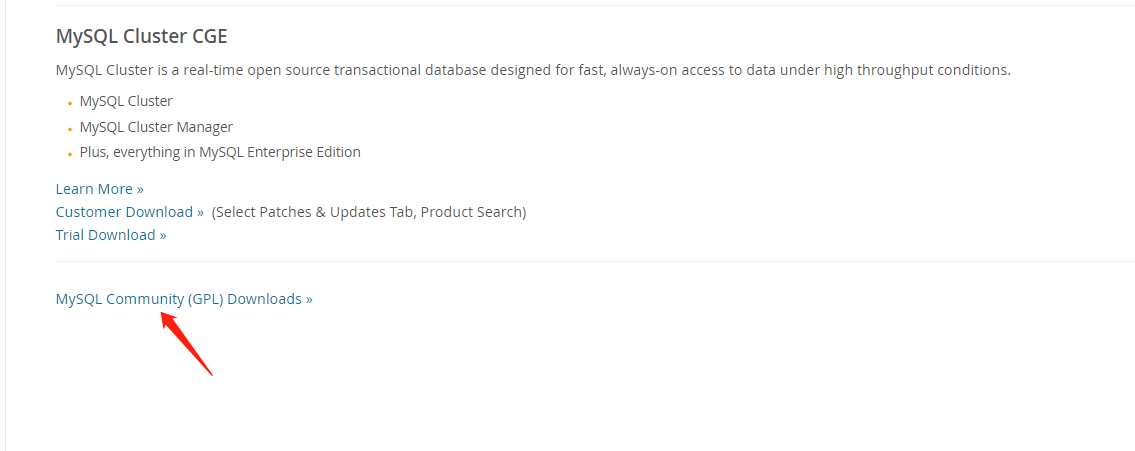 MySQL Cluster CGE
MySQL Cluster is a real-time open source transactional database designed for fast, always-on access to data under high throughput conditions.
• MySQL Cluster
• MySQL Cluster Manager
• Plus, everything in MySQL Enterprise Edition
Learn More »
Customer Download » (Select Patches & Updates Tab, Product Search)
Trial Download »
MySQL Community (GPL) Downloads »